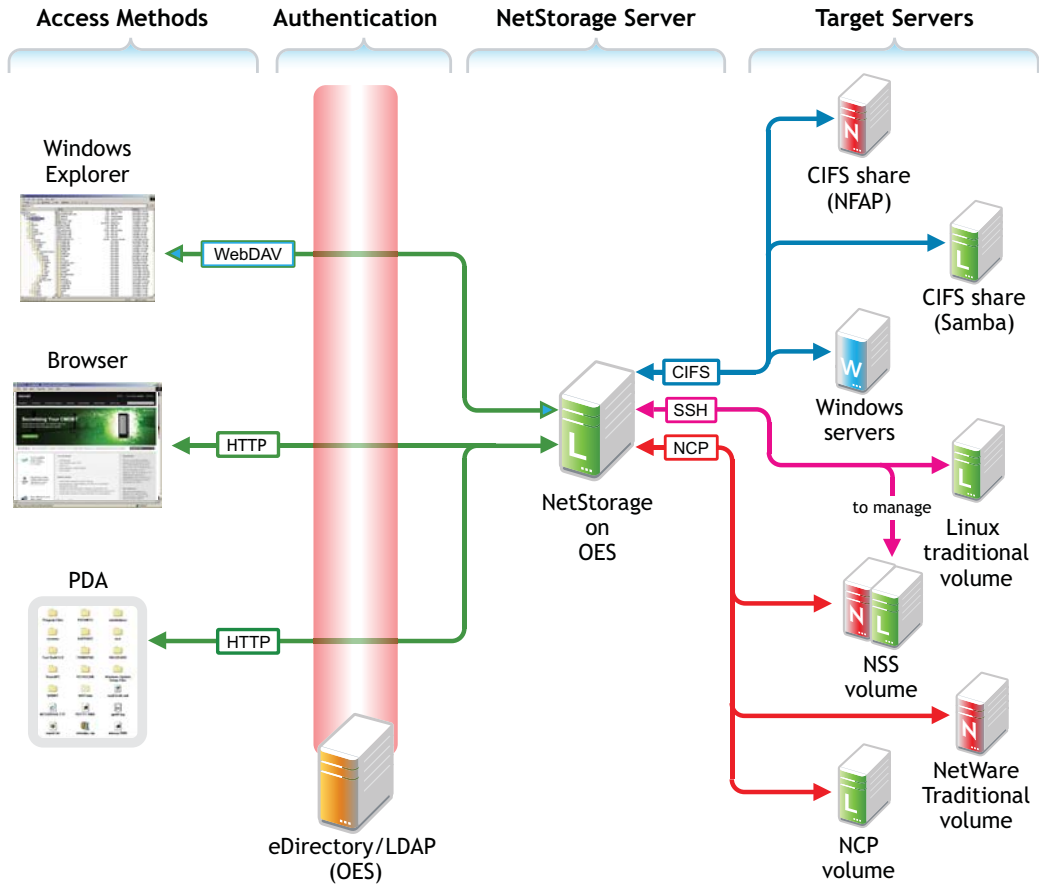 Access Methods
Authentication
NetStorage Server
Target Servers
Windows
Explorer
WebDAV
Browser
HTTP
PDA
HTTP
eDirectory/LDAP
(OES)
L
NetStorage
on
OES
CIFS
SSH
NCP
N
CIFS share
(NFAP)
L
CIFS share
(Samba)
W
Windows
servers
L
Linux
traditional
volume
to manage
N L
NSS
volume
N
NetWare
Traditional
volume
L
NCP
volume